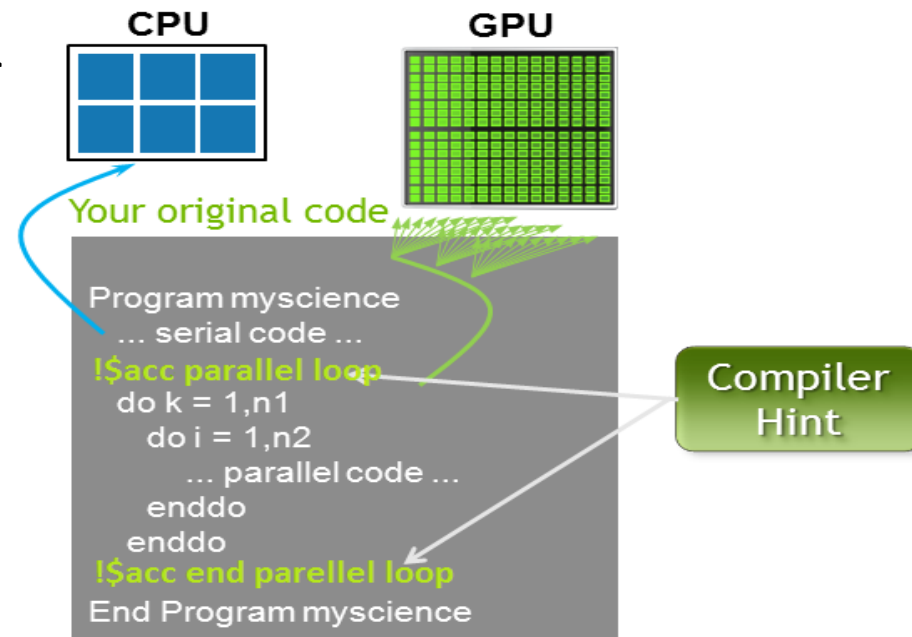 CPU
GPU
Your original code
Program myscience
... serial code ...
!$acc parallel loop
do k = 1,n1
do i = 1,n2
... parallel code ...
enddo
enddo
!$acc end parellel loop
End Program myscience
Compiler
Hint